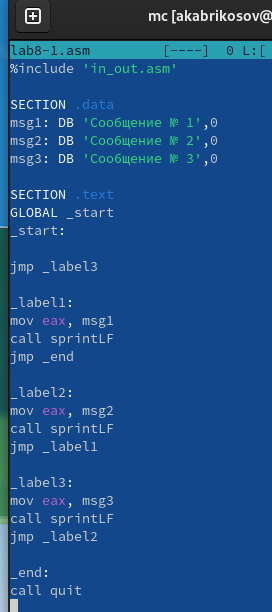 mc [akabrikosov@
lab8-1.asm [----] 0 L:[
%include 'in_out.asm'
SECTION .data
msg1: DB 'Сообщение № 1',0
msg2: DB 'Сообщение № 2',0
msg3: DB 'Сообщение № 3',0
SECTION .text
GLOBAL _start
_start:
jmp _label3
_label1:
mov eax, msg1
call sprintLF
jmp _end
_label2:
mov eax, msg2
call sprintLF
jmp _label1
_label3:
mov eax, msg3
call sprintLF
jmp _label2
_end:
call quit